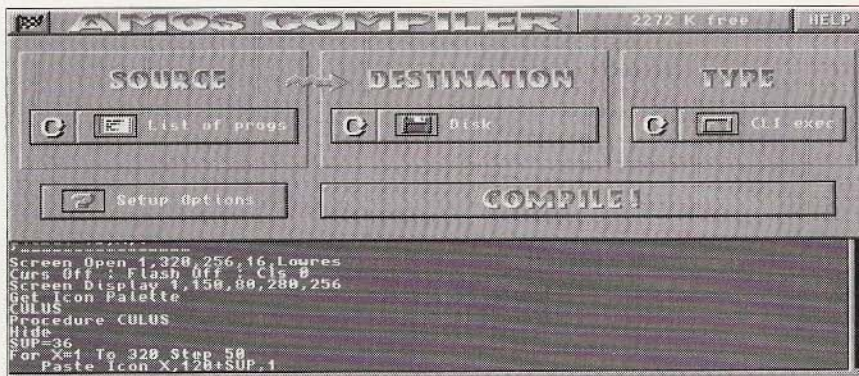 AMOS COMPILER 2272 K free HELP
SOURCE DESTINATION TYPE
List of progs Disk CLI exec
Setup Options COMPILE!
Screen Open 1,320,256,16,Lowres
Curs Off : Flash Off : Cls 0
Screen Display 1,150,80,280,256
Get Icon Palette
CULUS
Procedure CULUS
Hide
SUP=36
For X=1 To 320 Step 50
Paste Icon X,120+SUP,1